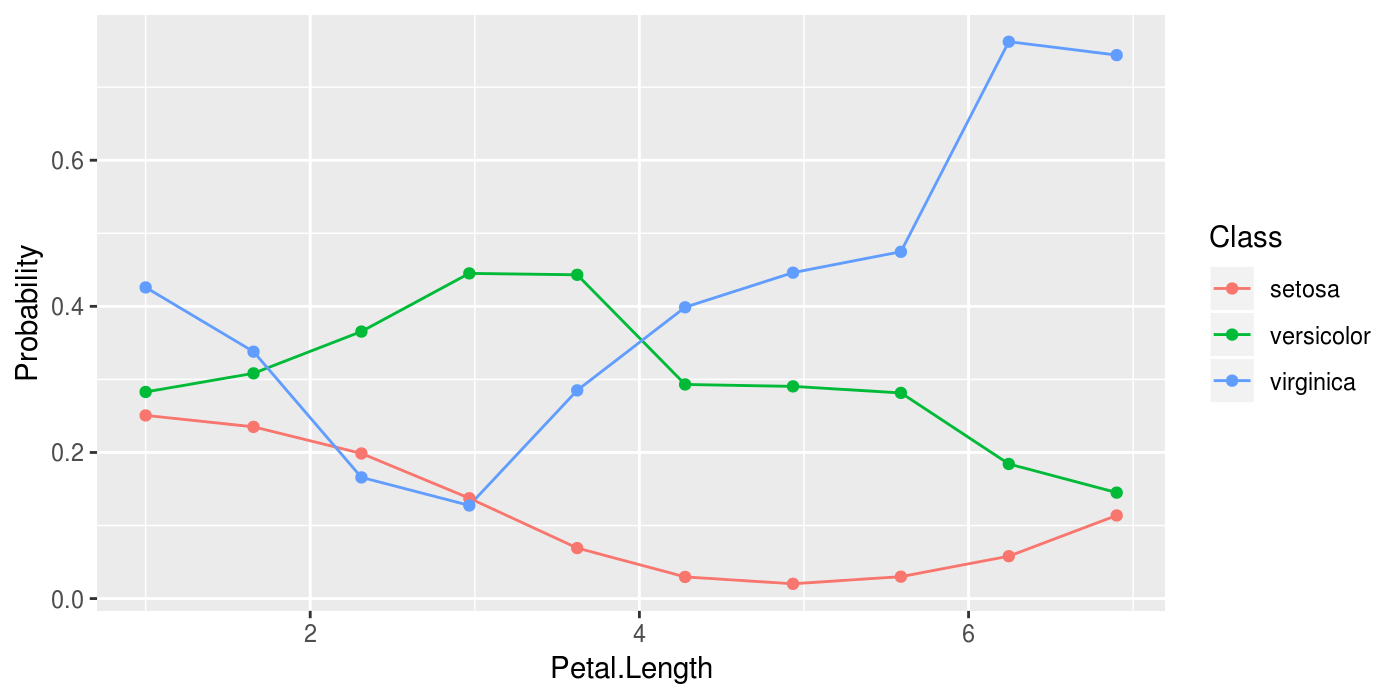 Probability
0.6
0.4
0.2
0.0
2 4 6
Petal.Length
Class
setosa
versicolor
virginica